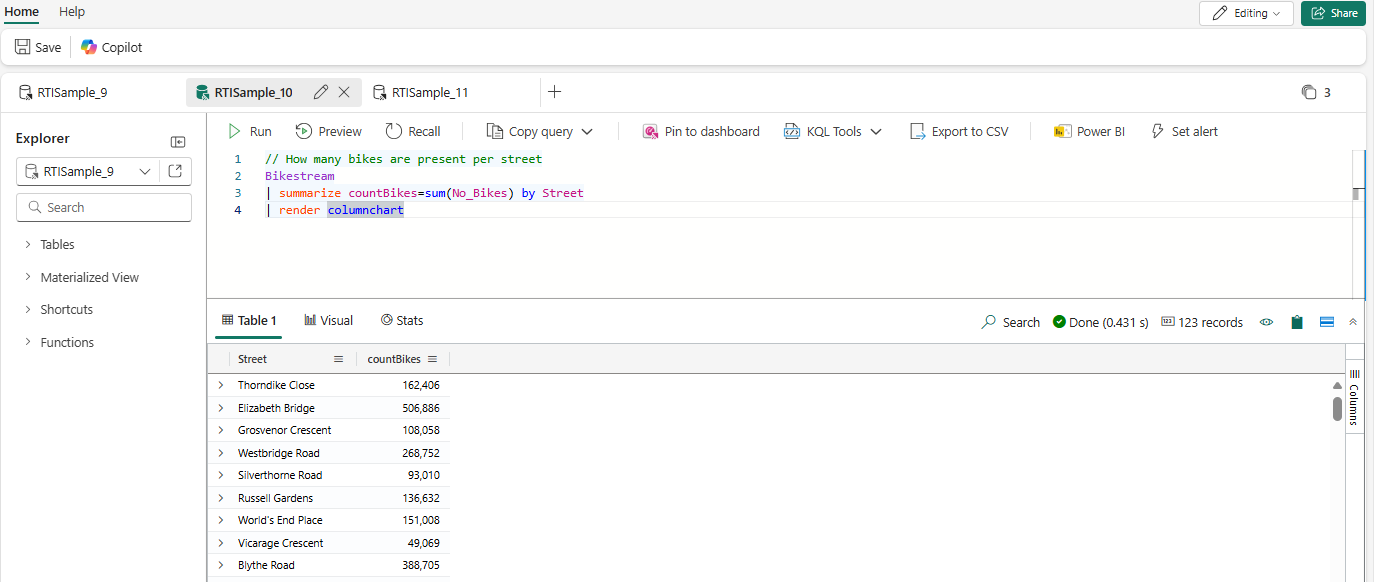 Home Help
Editing Share
Save Copilot
RTISample_9 RTISample_10 RTISample_11 3
Explorer
RTISample_9
Search
Tables
Materialized View
Shortcuts
Functions
Run Preview Recall Copy query Pin to dashboard KQL Tools Export to CSV Power BI Set alert
1 // How many bikes are present per street
2 Bikestream
3 | summarize countBikes=sum(No_Bikes) by Street
4 | render columnchart
Table 1 Visual Stats Search Done (0.431 s) 123 123 records
Street countBikes
Thorndike Close 162,406
Elizabeth Bridge 506,886
Grosvenor Crescent 108,058
Westbridge Road 268,752
Silverthorne Road 93,010
Russell Gardens 136,632
World's End Place 151,008
Vicarage Crescent 49,069
Blythe Road 388,705
Columns